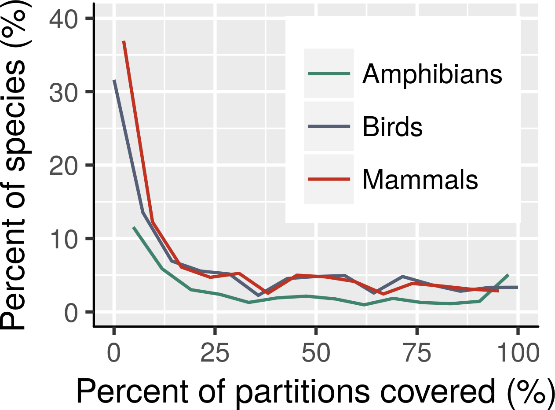 Percent of species (%)
40
30
20
10
0
Amphibians
Birds
Mammals
0 25 50 75 100
Percent of partitions covered (%)